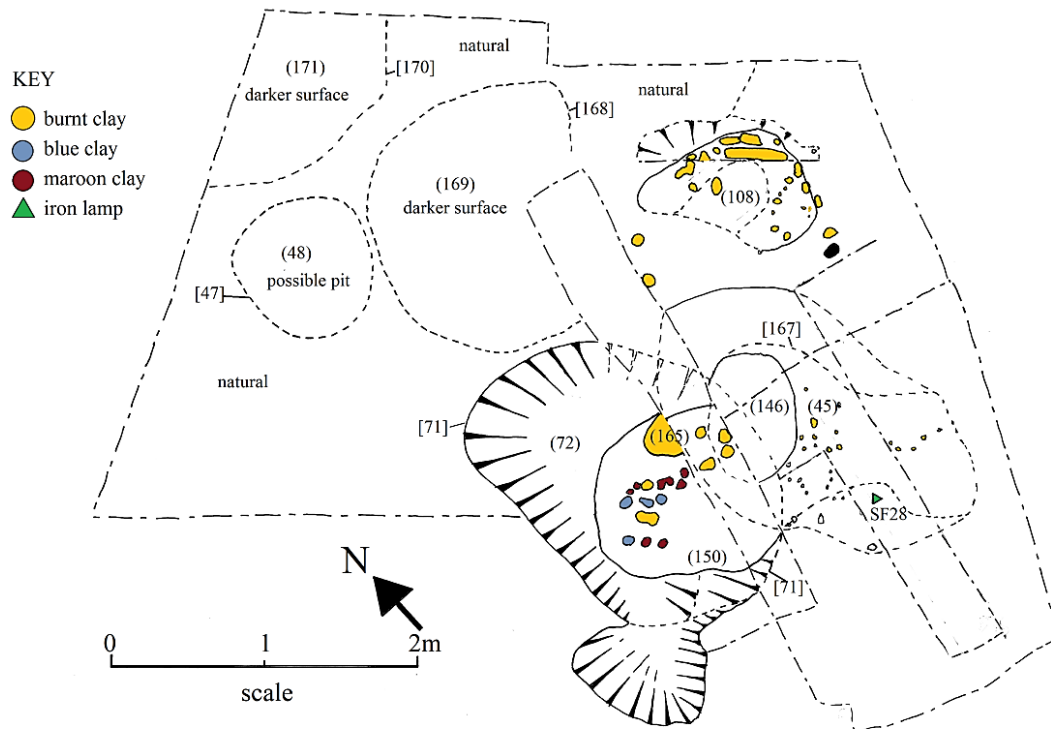 KEY
burnt clay
blue clay
maroon clay
iron lamp
(171)
darker surface
[170]
natural
natural
[168]
(169)
darker surface
(108)
(48)
possible pit
[47]
natural
[167]
[71]
(72)
(165)
(146)
(45)
SF28
(150)
[71]
N
0
1
2m
scale